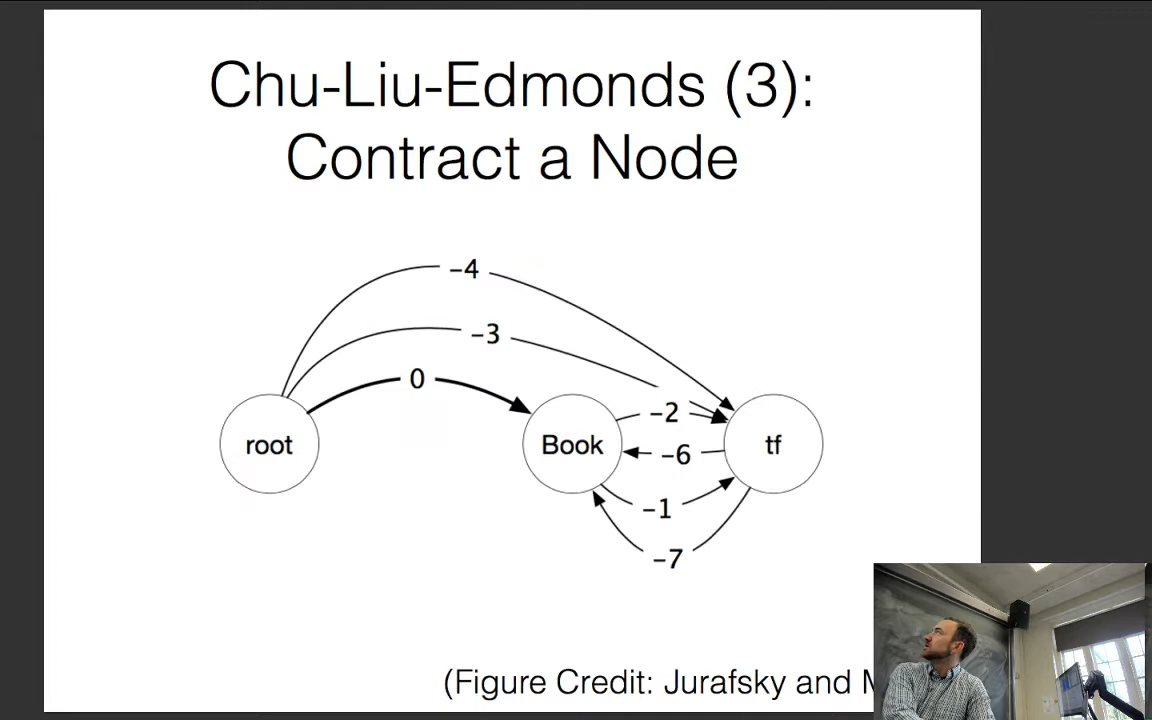 Chu-Liu-Edmonds (3):
Contract a Node
-4
-3
0
-2
root
Book
-6
tf
-1
-7
(Figure Credit: Jurafsky and